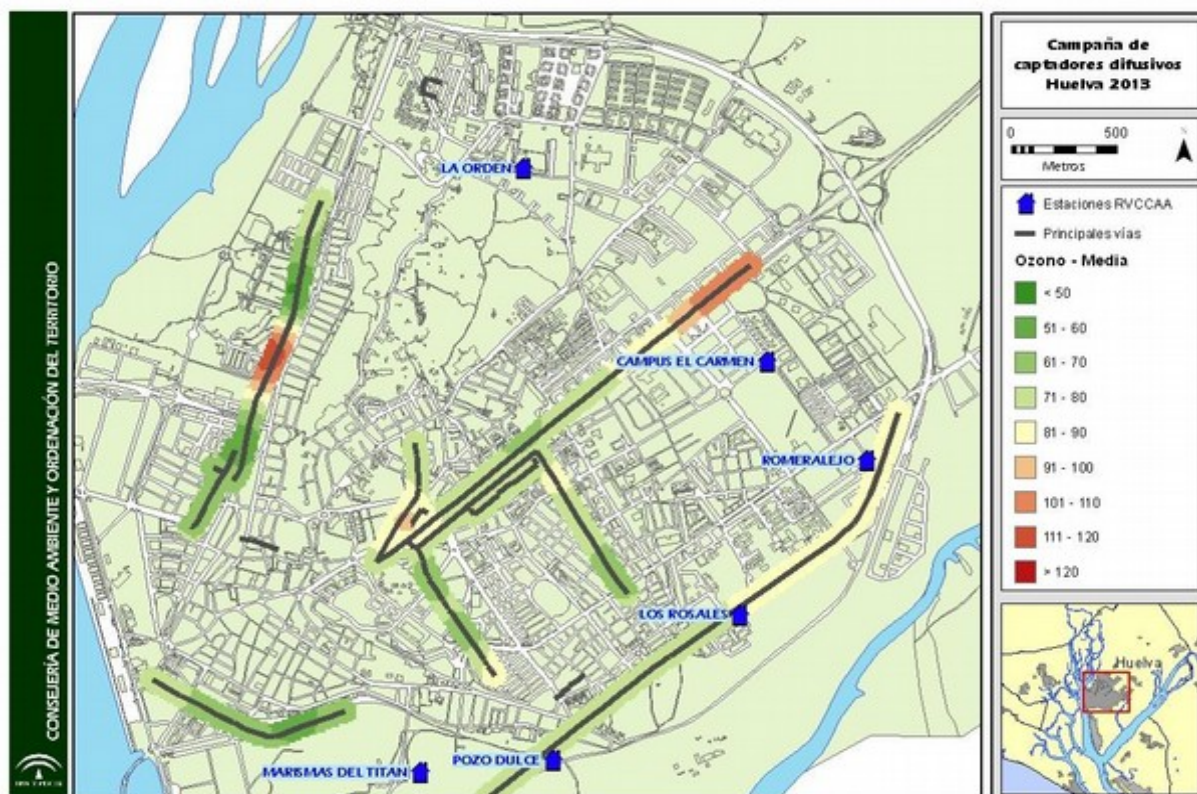 CONSEJERÍA DE MEDIO AMBIENTE Y ORDENACIÓN DEL TERRITORIO
LA ORDEN
CAMPUS EL CARMEN
ROMERALEJO
LOS ROSALES
POZO DULCE
MARISMAS DEL TITAN
Campaña de
captadores difusivos
Huelva 2013
0 500
Metros
N
Estaciones RVCCAA
Principales vías
Ozono - Media
< 50
51 - 60
61 - 70
71 - 80
81 - 90
91 - 100
101 - 110
111 - 120
> 120
Huelva